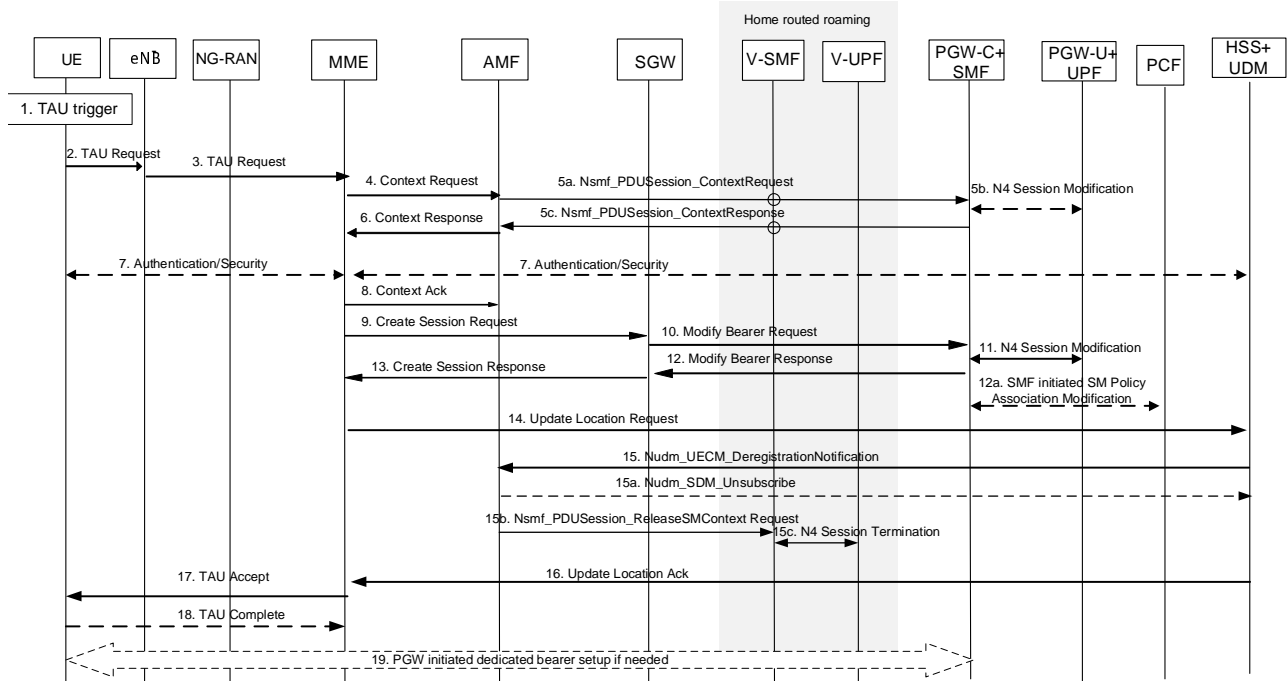 Home routed roaming
UE
eNB
NG-RAN
MME
AMF
SGW
V-SMF
V-UPF
PGW-C+
SMF
PGW-U+
UPF
PCF
HSS+
UDM
1. TAU trigger
2. TAU Request
3. TAU Request
4. Context Request
5a. Nsmf_PDUSession_ContextRequest
5b. N4 Session Modification
5c. Nsmf_PDUSession_ContextResponse
6. Context Response
7. Authentication/Security
7. Authentication/Security
8. Context Ack
9. Create Session Request
10. Modify Bearer Request
11. N4 Session Modification
12. Modify Bearer Response
13. Create Session Response
12a. SMF initiated SM Policy
Association Modification
14. Update Location Request
15. Nudm_UECM_DeregistrationNotification
15a. Nudm_SDM_Unsubscribe
15b. Nsmf_PDUSession_ReleaseSMContext Request
15c. N4 Session Termination
16. Update Location Ack
17. TAU Accept
18. TAU Complete
19. PGW initiated dedicated bearer setup if needed